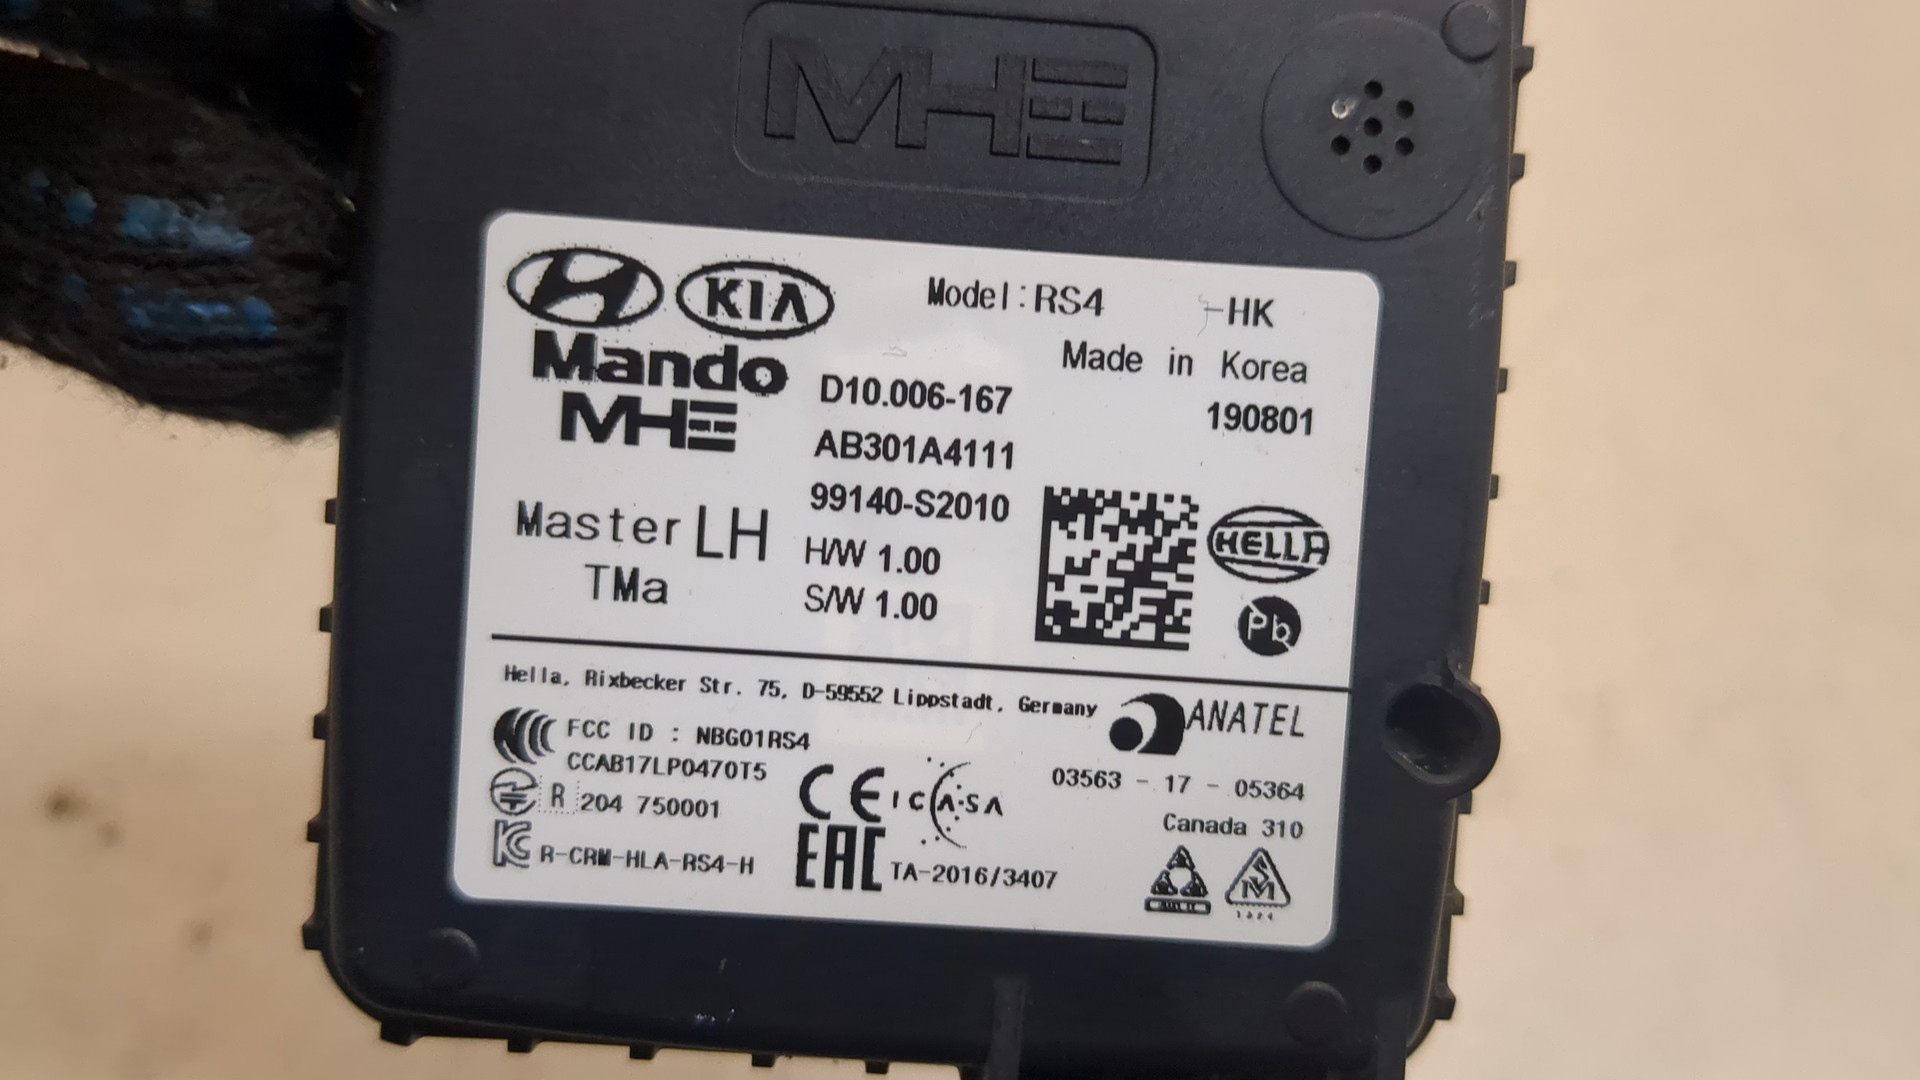 MHE
KIA
Model:RS4 -HK
Mando
MHE
Made in Korea
D10.006-167
190801
AB301A4111
99140-S2010
Master LH
TMa
H/W 1.00
S/W 1.00
HELLA
Pb
Hella, Rixbecker Str. 75, D-59552 Lippstadt, Germany
ANATEL
FCC ID : NBG01RS4
CCAB17LP0470T5
03563 - 17 - 05364
R 204 750001
CE
ICASA
Canada 310
R-CRM-HLA-RS4-H
EAC
TA-2016/3407